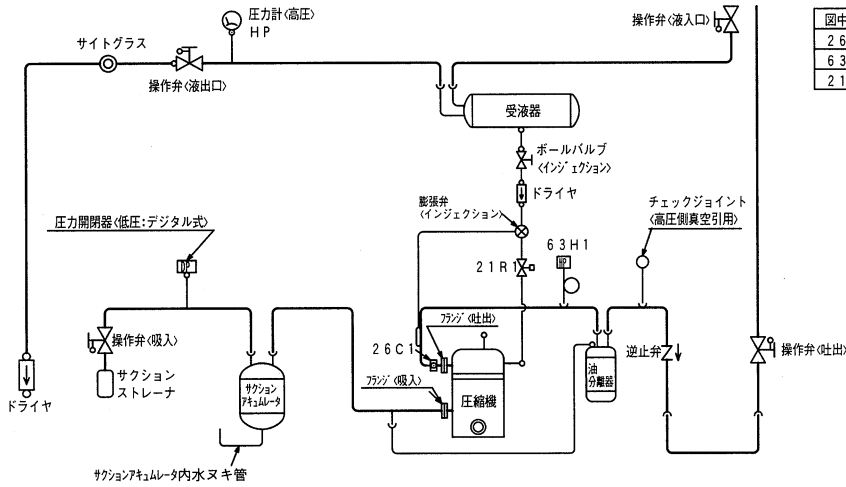 圧力計〈高圧〉
HP
操作弁〈液入口〉
図中
26
63
21
サイトグラス
操作弁〈液出口〉
受液器
ボールバルブ
〈インジェクション〉
ドライヤ
膨張弁
〈インジェクション〉
チェックジョイント
〈高圧側真空引用〉
圧力開閉器〈低圧:デジタル式〉
63H1
HP
21R1
フランジ〈吐出〉
操作弁〈吸入〉
26C1
逆止弁
操作弁〈吐出〉
サクション
ストレーナ
ドライヤ
サクション
アキュムレータ
フランジ〈吸入〉
圧縮機
油
分離器
サクションアキュムレータ内水ヌキ管